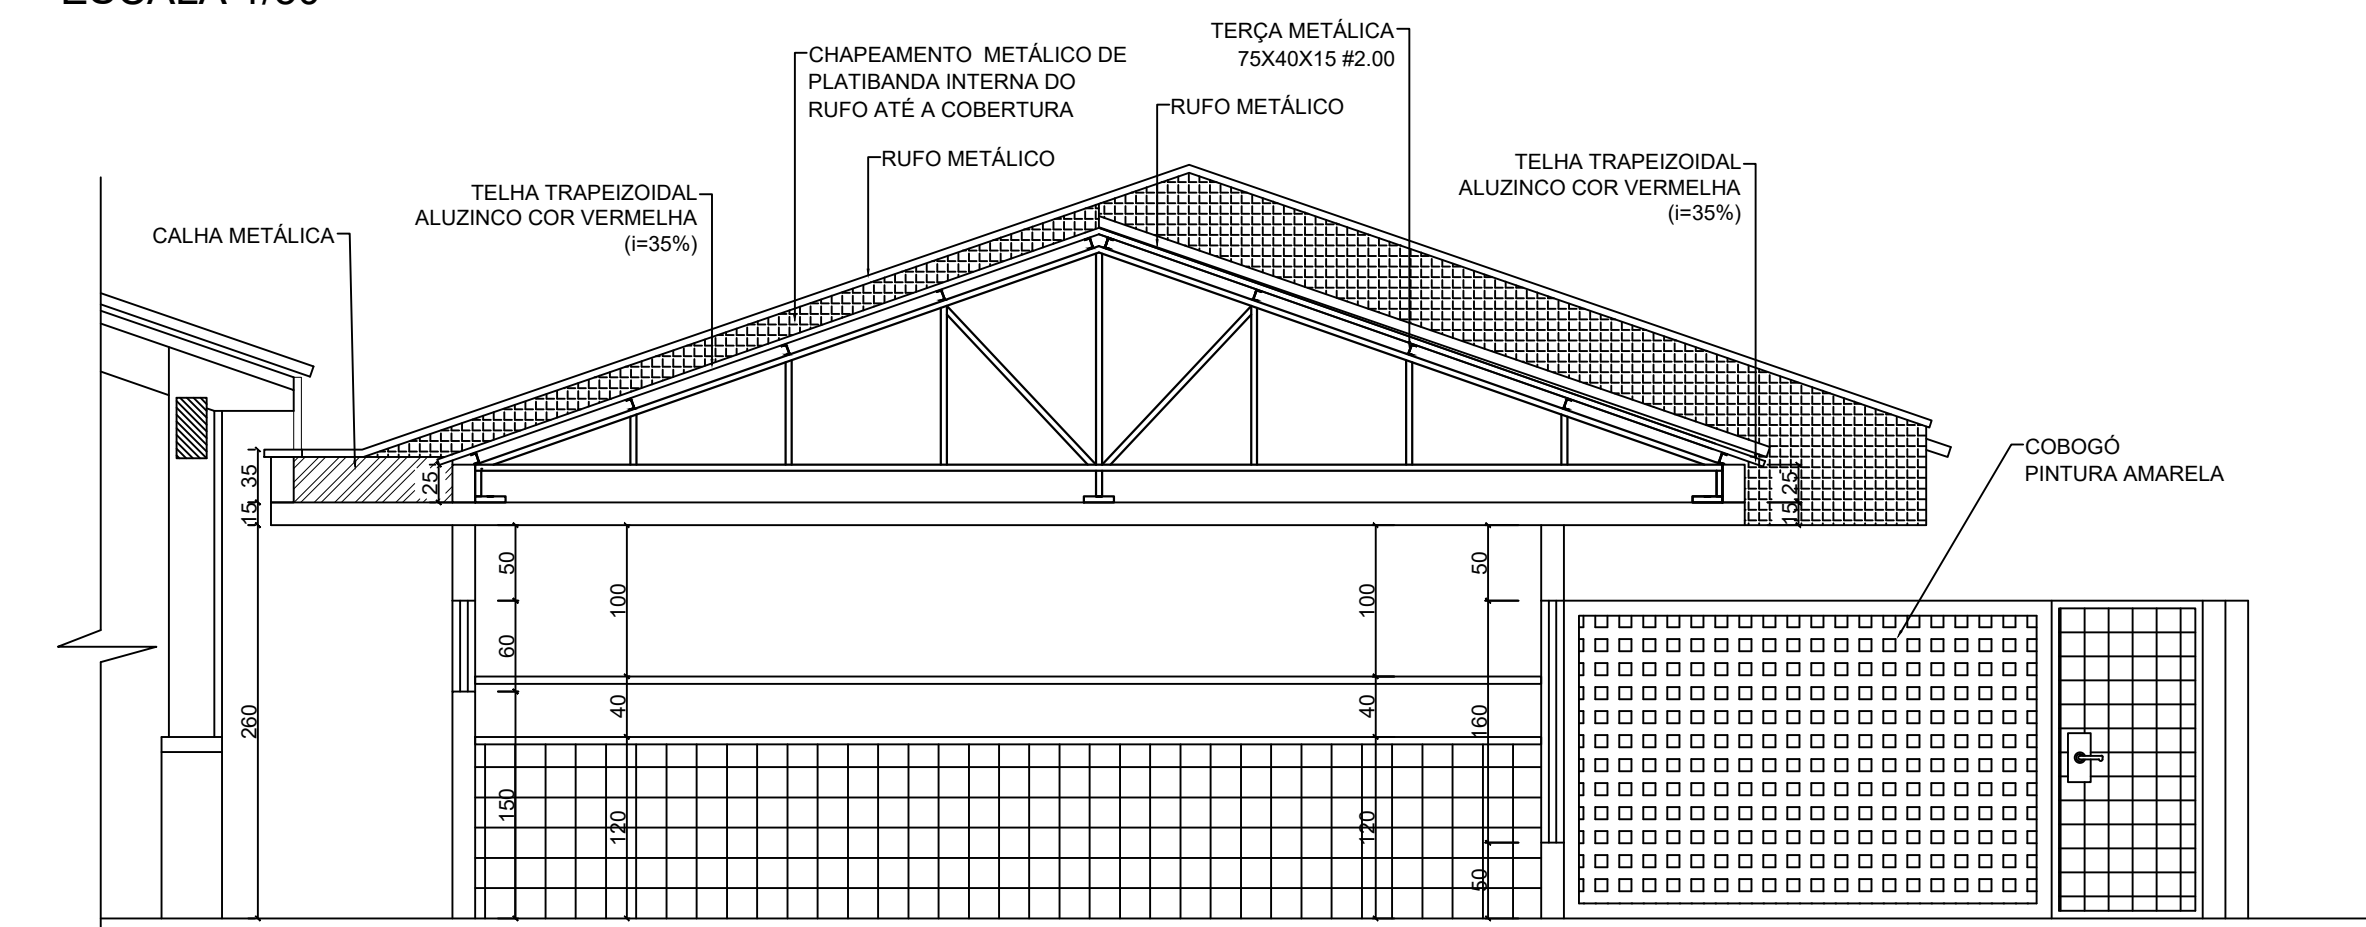 TERÇA METÁLICA
75X40X15 #2.00
CHAPEAMENTO METÁLICO DE
PLATIBANDA INTERNA DO
RUFO ATÉ A COBERTURA
RUFO METÁLICO
RUFO METÁLICO
TELHA TRAPEIZOIDAL
ALUZINCO COR VERMELHA
(i=35%)
TELHA TRAPEIZOIDAL
ALUZINCO COR VERMELHA
(i=35%)
CALHA METÁLICA
COBOGÓ
PINTURA AMARELA
35
15
260
25
25
15
50
60
150
100
40
120
100
40
120
50
160
50